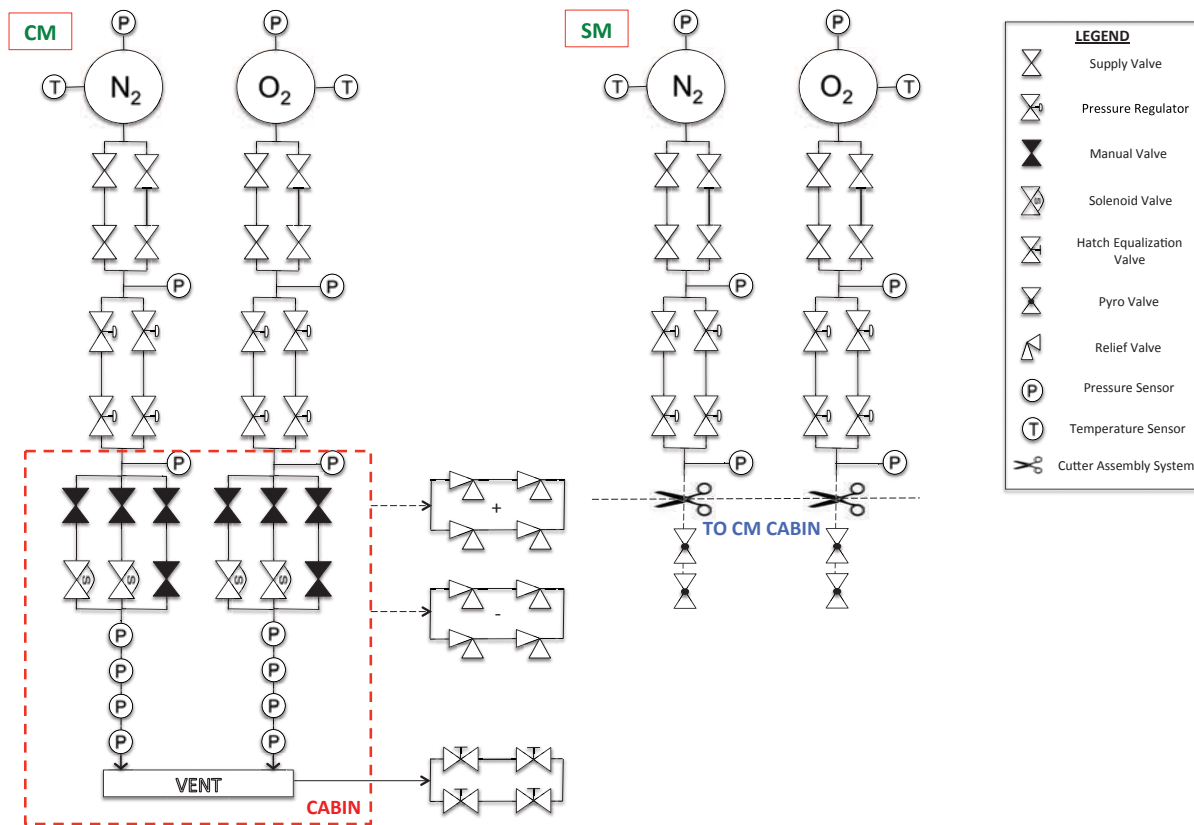 CM
SM
P
P
P
P
T
N₂
O₂
T
T
N₂
O₂
T
P
P
P
P
P
P
P
P
S
S
S
S
P
P
P
P
P
P
P
P
VENT
CABIN
+
-
TO CM CABIN
LEGEND
Supply Valve
Pressure Regulator
Manual Valve
S
Solenoid Valve
Hatch Equalization
Valve
Pyro Valve
Relief Valve
P
Pressure Sensor
T
Temperature Sensor
Cutter Assembly System